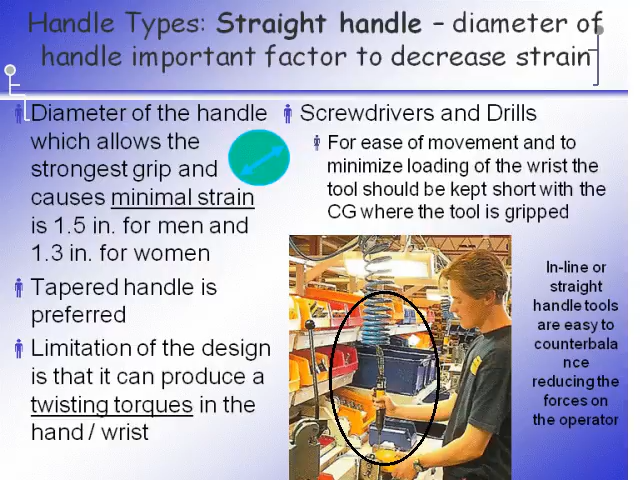 Handle Types: Straight handle – diameter of
handle important factor to decrease strain
Diameter of the handle
which allows the
strongest grip and
causes minimal strain
is 1.5 in. for men and
1.3 in. for women
Tapered handle is
preferred
Limitation of the design
is that it can produce a
twisting torques in the
hand / wrist
Screwdrivers and Drills
For ease of movement and to
minimize loading of the wrist the
tool should be kept short with the
CG where the tool is gripped
In-line or
straight
handle tools
are easy to
counterbala
nce
reducing the
forces on
the operator